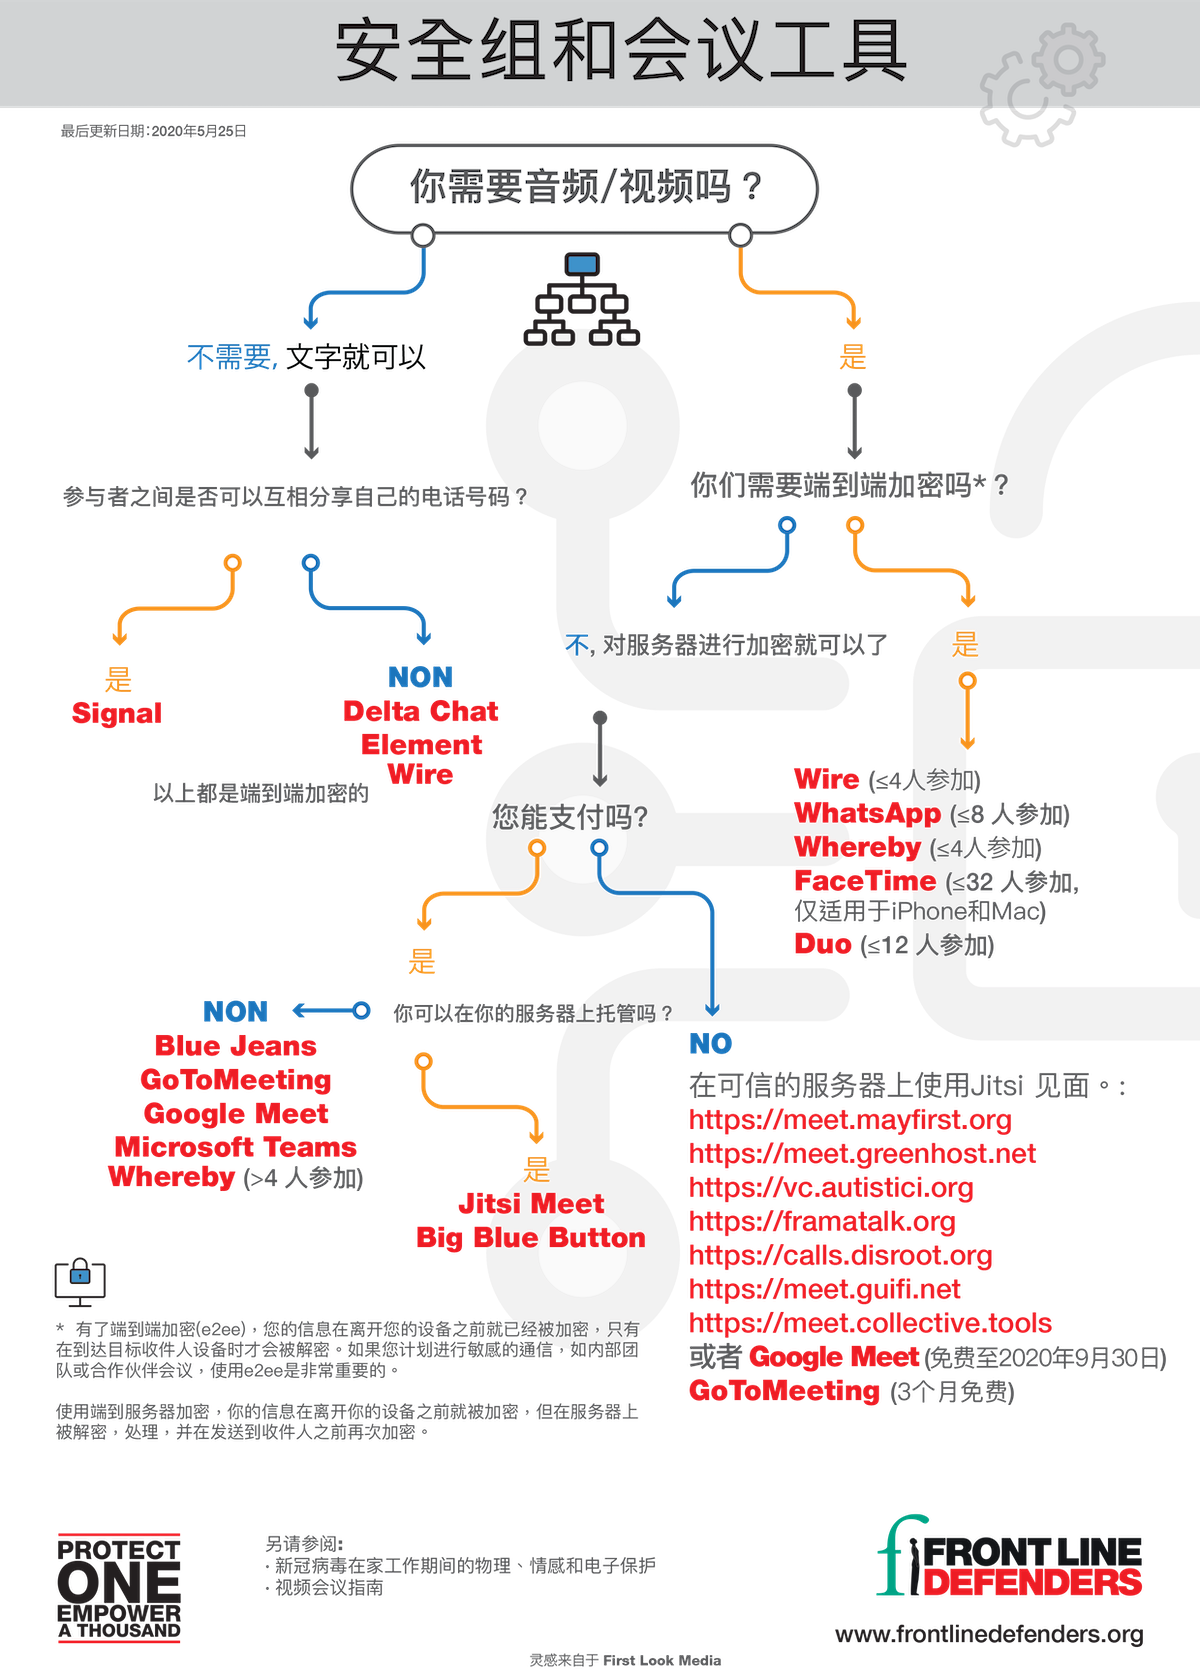 安全组和会议工具
最后更新日期：2020年5月25日
你需要音频/视频吗？
不需要, 文字就可以
是
参与者之间是否可以互相分享自己的电话号码？
你们需要端到端加密吗*？
不, 对服务器进行加密就可以了
是
是
Signal
NON
Delta Chat
Element
Wire
以上都是端到端加密的
您能支付吗?
Wire (≤4人参加)
WhatsApp (≤8 人参加)
Whereby (≤4人参加)
FaceTime (≤32 人参加,
仅适用于iPhone和Mac)
Duo (≤12 人参加)
是
你可以在你的服务器上托管吗？
NON
Blue Jeans
GoToMeeting
Google Meet
Microsoft Teams
Whereby (>4 人参加)
是
Jitsi Meet
Big Blue Button
NO
在可信的服务器上使用Jitsi 见面。:
https://meet.mayfirst.org
https://meet.greenhost.net
https://vc.autistici.org
https://framatalk.org
https://calls.disroot.org
https://meet.guifi.net
https://meet.collective.tools
或者 Google Meet (免费至2020年9月30日)
GoToMeeting (3个月免费)
* 有了端到端加密(e2ee)，您的信息在离开您的设备之前就已经被加密，只有
在到达目标收件人设备时才会被解密。如果您计划进行敏感的通信，如内部团
队或合作伙伴会议，使用e2ee是非常重要的。
使用端到服务器加密，你的信息在离开你的设备之前就被加密，但在服务器上
被解密，处理，并在发送到收件人之前再次加密。
PROTECT
ONE
EMPOWER
A THOUSAND
另请参阅:
· 新冠病毒在家工作期间的物理、情感和电子保护
· 视频会议指南
FRONT LINE
DEFENDERS
www.frontlinedefenders.org
灵感来自于 First Look Media